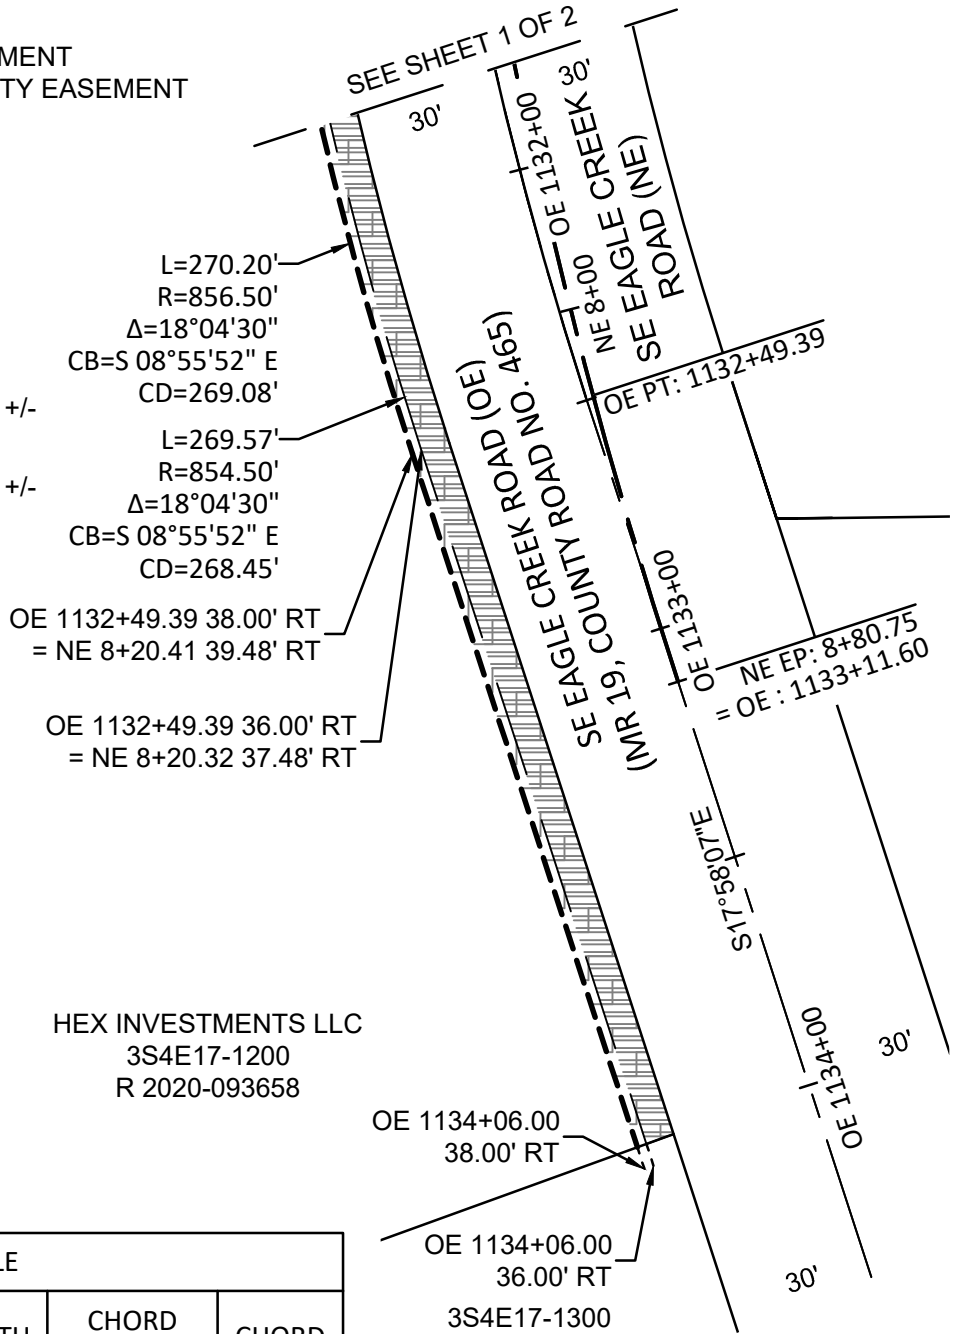 MENT
TY EASEMENT
SEE SHEET 1 OF 2
30'
30'
OE 1132+00
NE 8+00
SE EAGLE CREEK
ROAD (NE)
L=270.20'
R=856.50'
Δ=18°04'30"
CB=S 08°55'52" E
CD=269.08'
+/-
L=269.57'
R=854.50'
Δ=18°04'30"
CB=S 08°55'52" E
CD=268.45'
+/-
OE PT: 1132+49.39
SE EAGLE CREEK ROAD (OE)
(MR 19, COUNTY ROAD NO. 465)
OE 1132+49.39 38.00' RT
= NE 8+20.41 39.48' RT
OE 1132+49.39 36.00' RT
= NE 8+20.32 37.48' RT
OE 1133+00
NE EP: 8+80.75
= OE : 1133+11.60
S17°58'07"E
OE 1134+00
30'
HEX INVESTMENTS LLC
3S4E17-1200
R 2020-093658
OE 1134+06.00
38.00' RT
OE 1134+06.00
36.00' RT
30'
3S4E17-1300
LE
TH
CHORD
CHORD